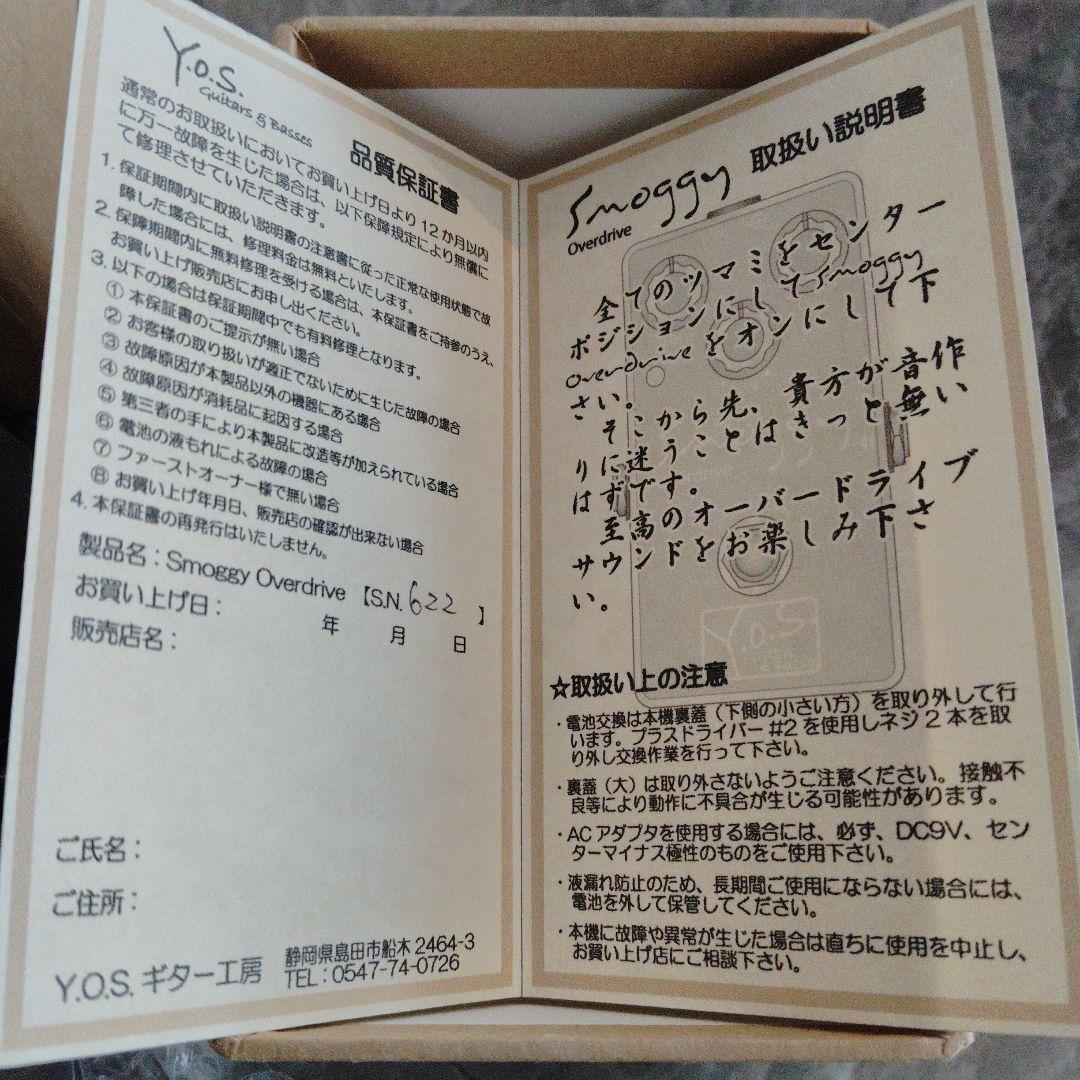 Y.O.S.
Guitars & Basses
品質保証書
通常のお取扱いにおいてお買い上げ日より12か月以内
に万一故障を生じた場合は、以下保障規定により無償に
て修理させていただきます。
1. 保証期間内に取扱い説明書の注意書に従った正常な使用状態で故
障した場合には、修理料金は無料といたします。
2. 保障期間内に無料修理を受ける場合は、本保証書をご持参のうえ、
お買い上げ販売店にお申し出ください。
3. 以下の場合は保証期間中でも有料修理となります。
① 本保証書のご提示が無い場合
② お客様の取り扱いが適正でないために生じた故障の場合
③ 故障原因が本製品以外の機器にある場合
④ 故障原因が消耗品に起因する場合
⑤ 第三者の手により本製品に改造等が加えられている場合
⑥ 電池の液もれによる故障の場合
⑦ ファーストオーナー様で無い場合
⑧ お買い上げ年月日、販売店の確認が出来ない場合
4. 本保証書の再発行はいたしません。
製品名：Smoggy Overdrive 【S.N. 622 】
お買い上げ日： 年 月 日
販売店名：
ご氏名：
ご住所：
Y.O.S. ギター工房
静岡県島田市船木 2464-3
TEL：0547-74-0726
Smoggy 取扱い説明書
Overdrive
全てのツマミをセンター
ポジションにしてSmoggy
Overdriveをオンにして下
さい。
そこから先、貴方が音作
りに迷うことはきっと無い
はずです。
至高のオーバードライブ
サウンドをお楽しみ下さ
い。
Y.O.S.
☆取扱い上の注意
・電池交換は本機裏蓋（下側の小さい方）を取り外して行
います。プラスドライバー #2 を使用しネジ 2 本を取
り外し交換作業を行って下さい。
・裏蓋（大）は取り外さないようご注意ください。接触不
良等により動作に不具合が生じる可能性があります。
・AC アダプタを使用する場合には、必ず、DC9V、セン
ターマイナス極性のものをご使用下さい。
・液漏れ防止のため、長期間ご使用にならない場合には、
電池を外して保管してください。
・本機に故障や異常が生じた場合は直ちに使用を中止し、
お買い上げ店にご相談下さい。